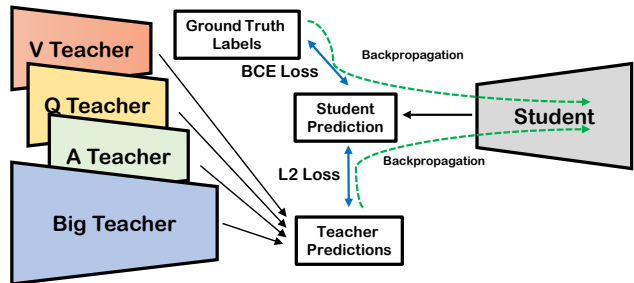 V Teacher
Q Teacher
A Teacher
Big Teacher
Ground Truth
Labels
BCE Loss
Backpropagation
Student
Prediction
Student
L2 Loss
Backpropagation
Teacher
Predictions